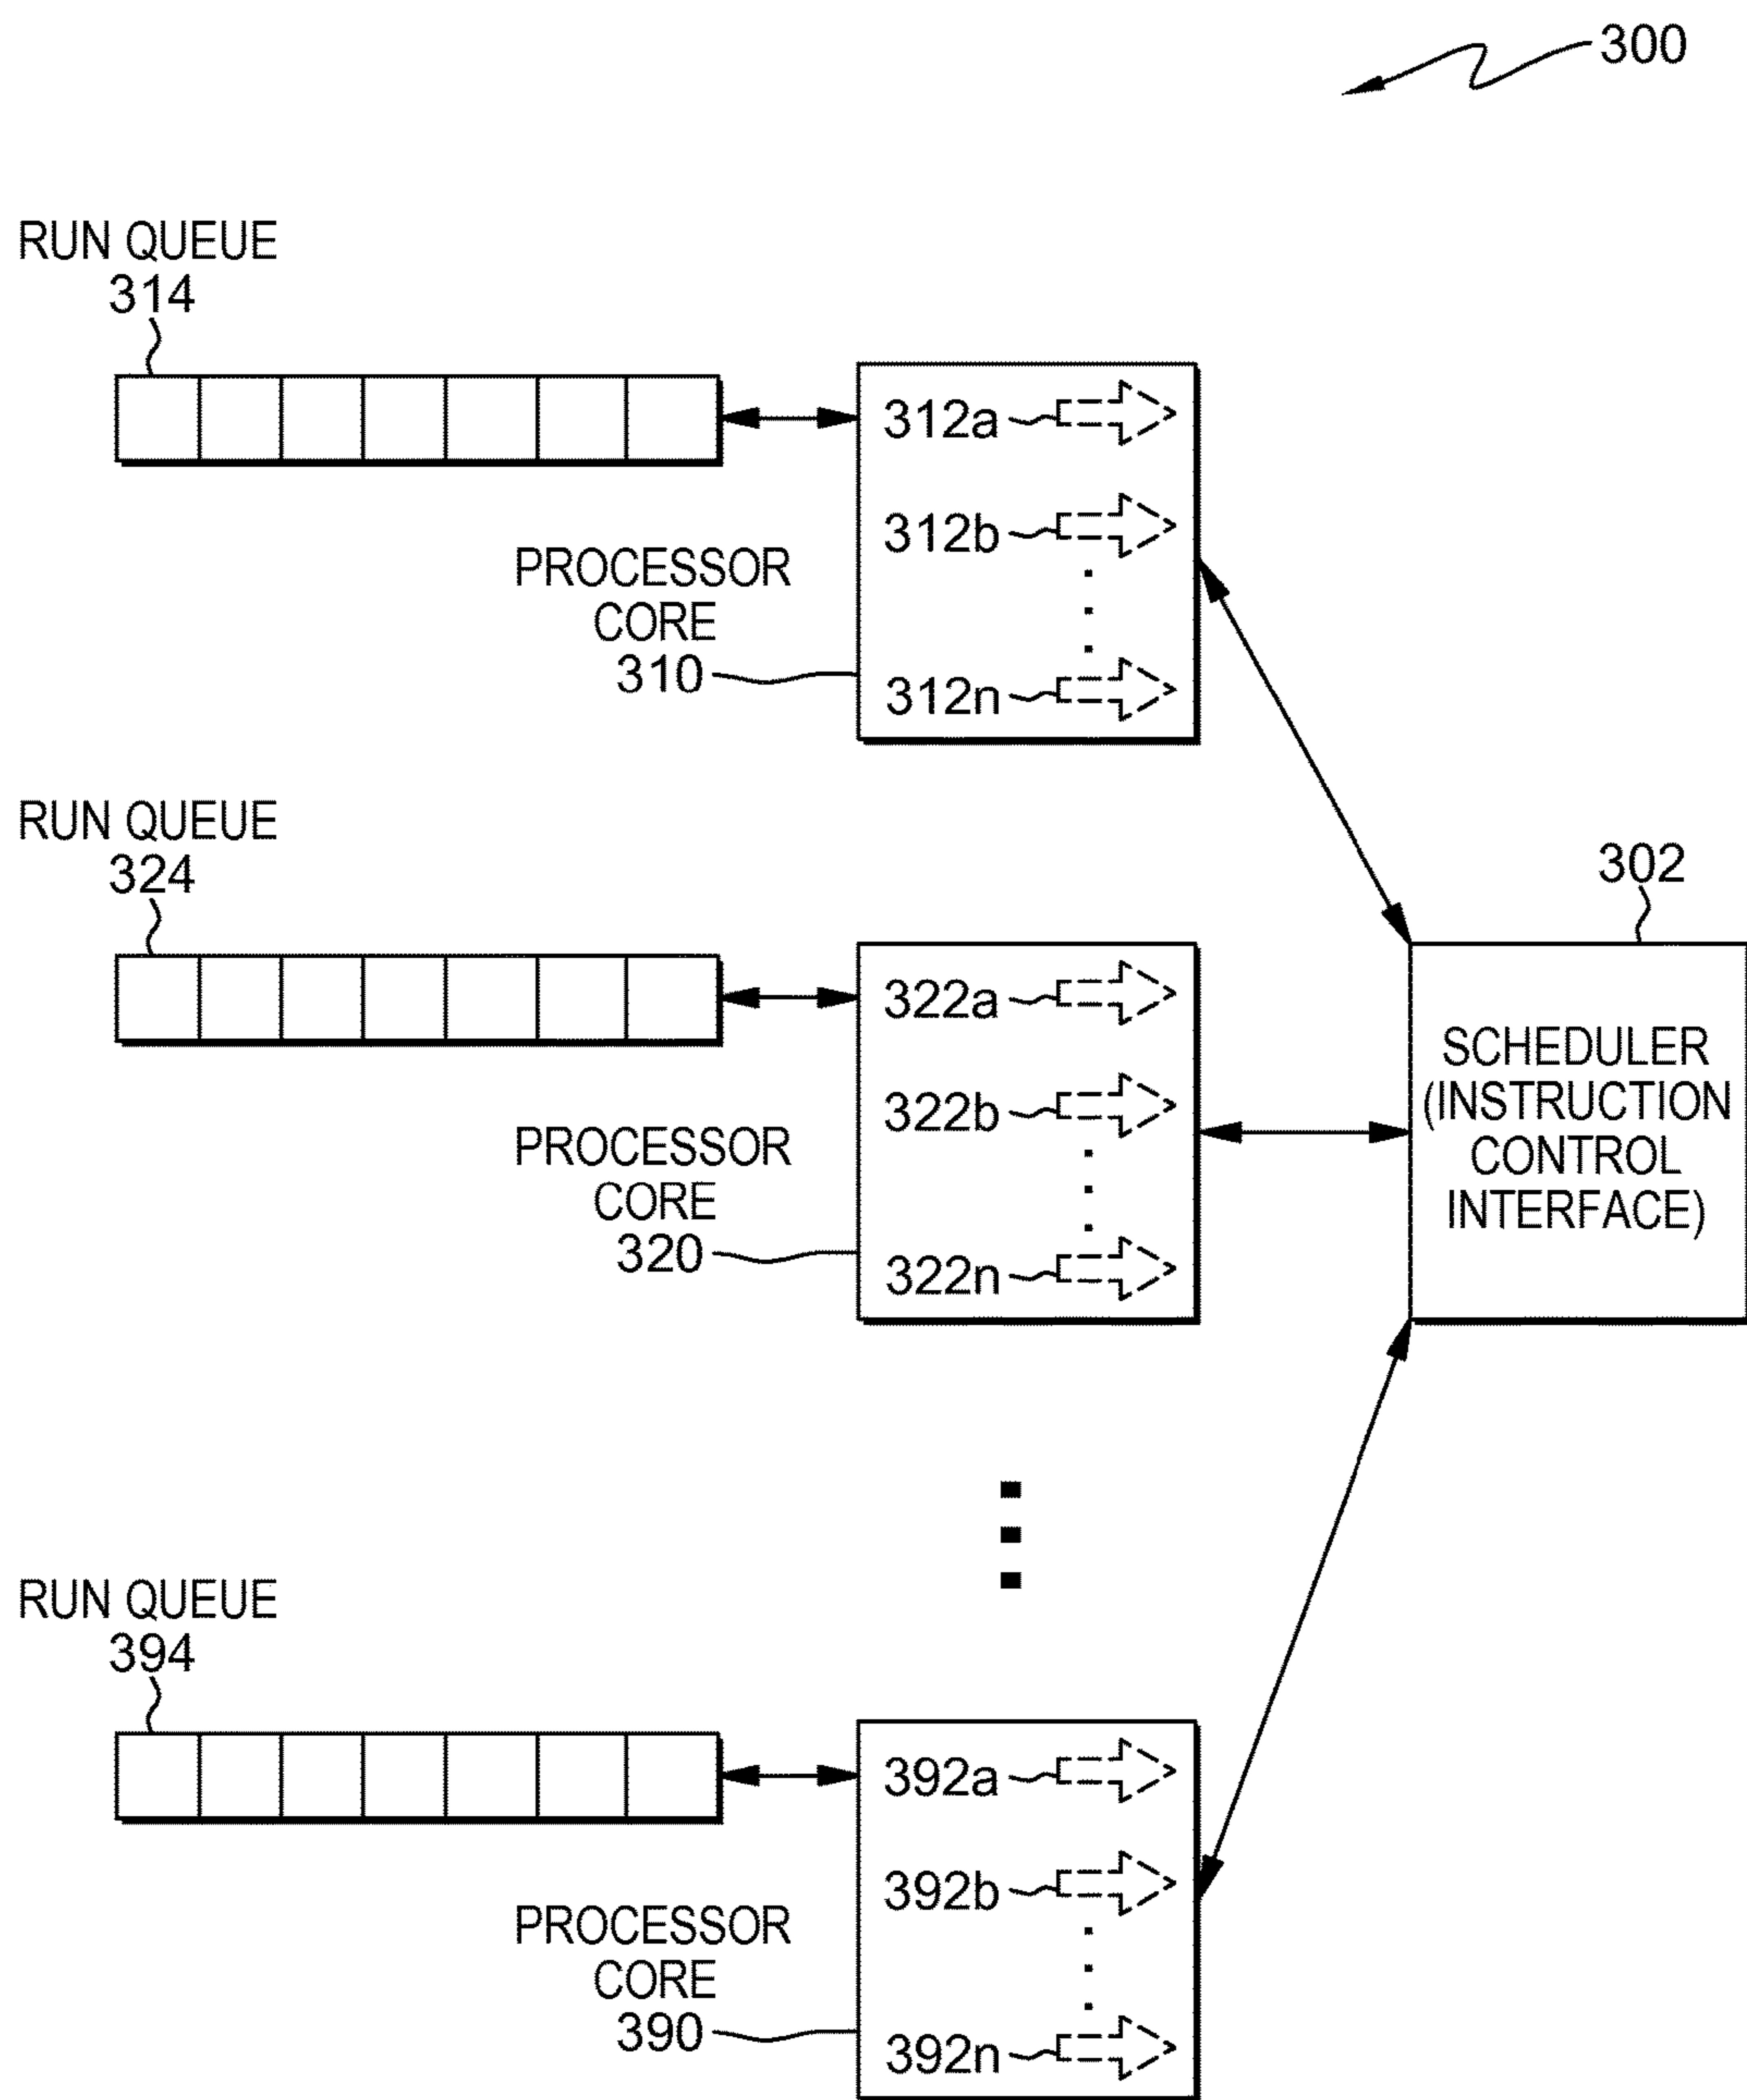 300
RUN QUEUE
314
312a
312b
PROCESSOR
CORE
310
312n
RUN QUEUE
324
302
322a
322b
PROCESSOR
CORE
320
322n
SCHEDULER
(INSTRUCTION
CONTROL
INTERFACE)
RUN QUEUE
394
392a
392b
PROCESSOR
CORE
390
392n